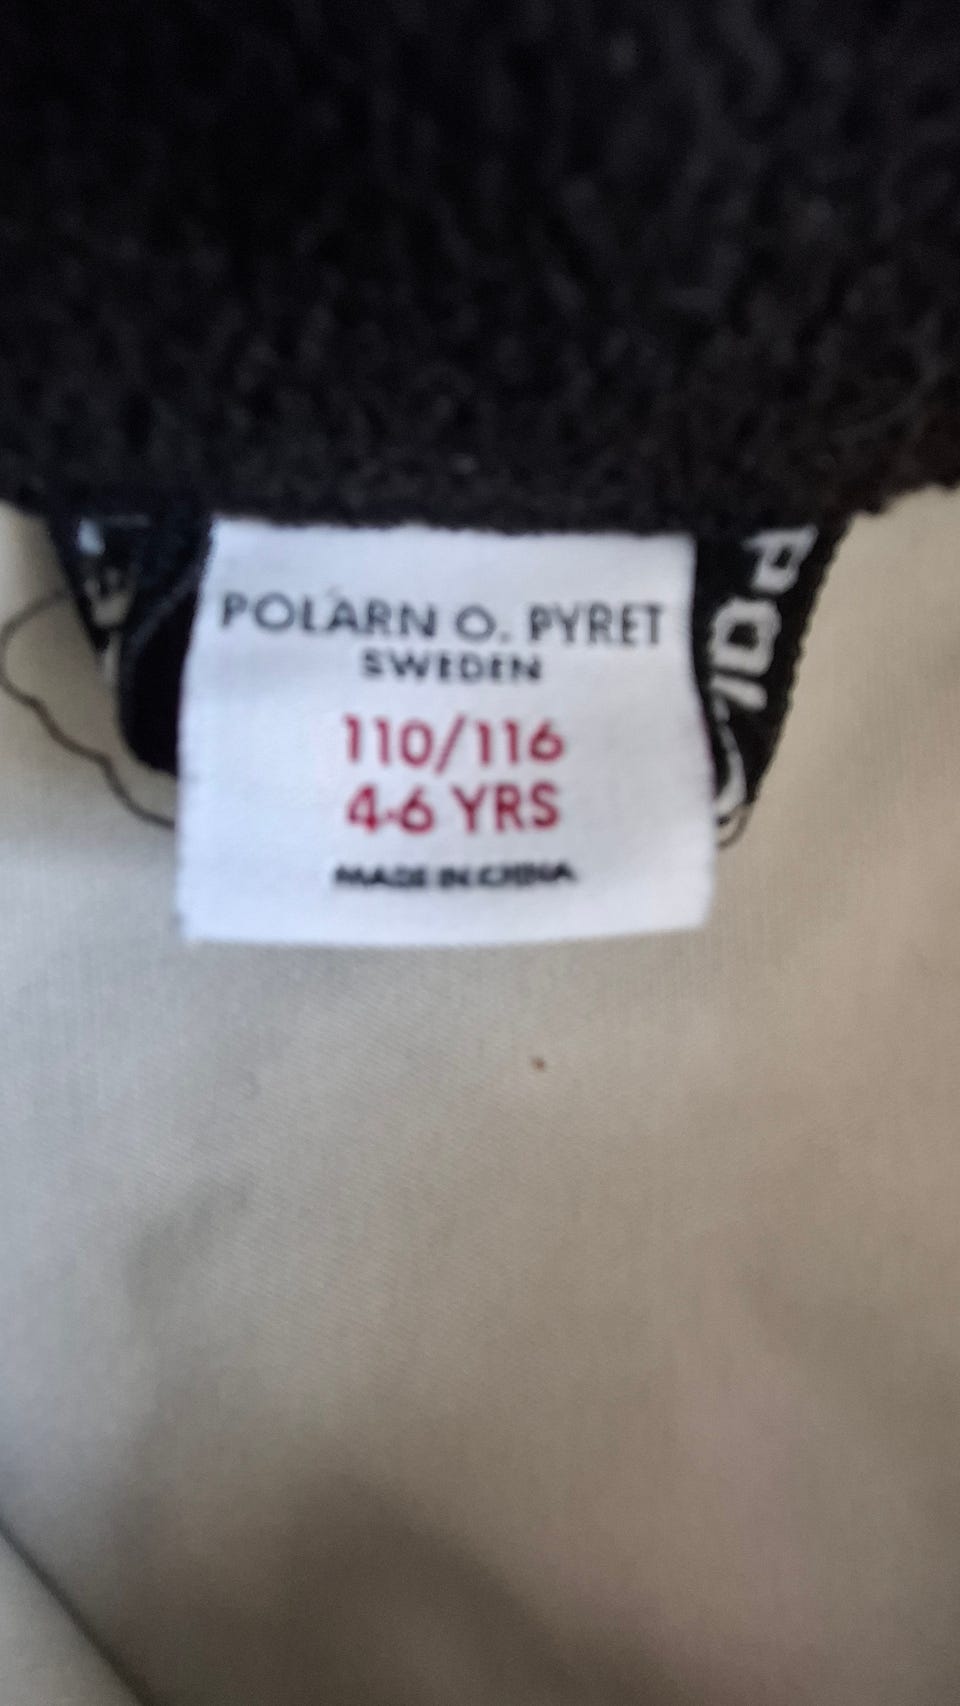 POLARN O. PYRET
SWEDEN
110/116
4-6 YRS
MADE IN CHINA